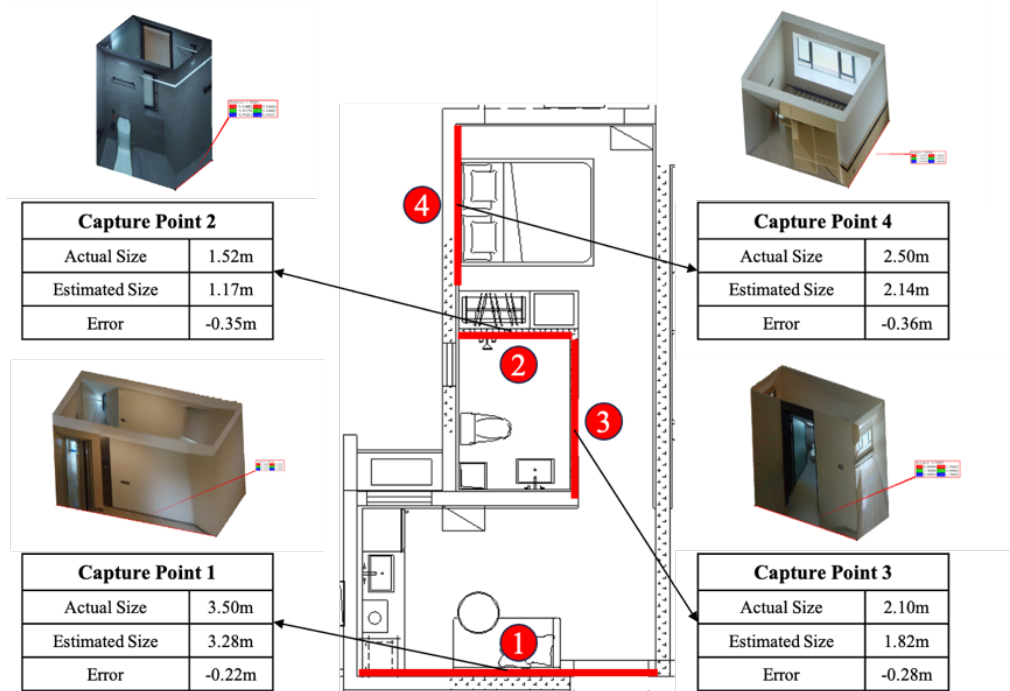 Capture Point 2
Actual Size 1.52m
Estimated Size 1.17m
Error -0.35m
Capture Point 4
Actual Size 2.50m
Estimated Size 2.14m
Error -0.36m
4
2
3
1
Capture Point 1
Actual Size 3.50m
Estimated Size 3.28m
Error -0.22m
Capture Point 3
Actual Size 2.10m
Estimated Size 1.82m
Error -0.28m